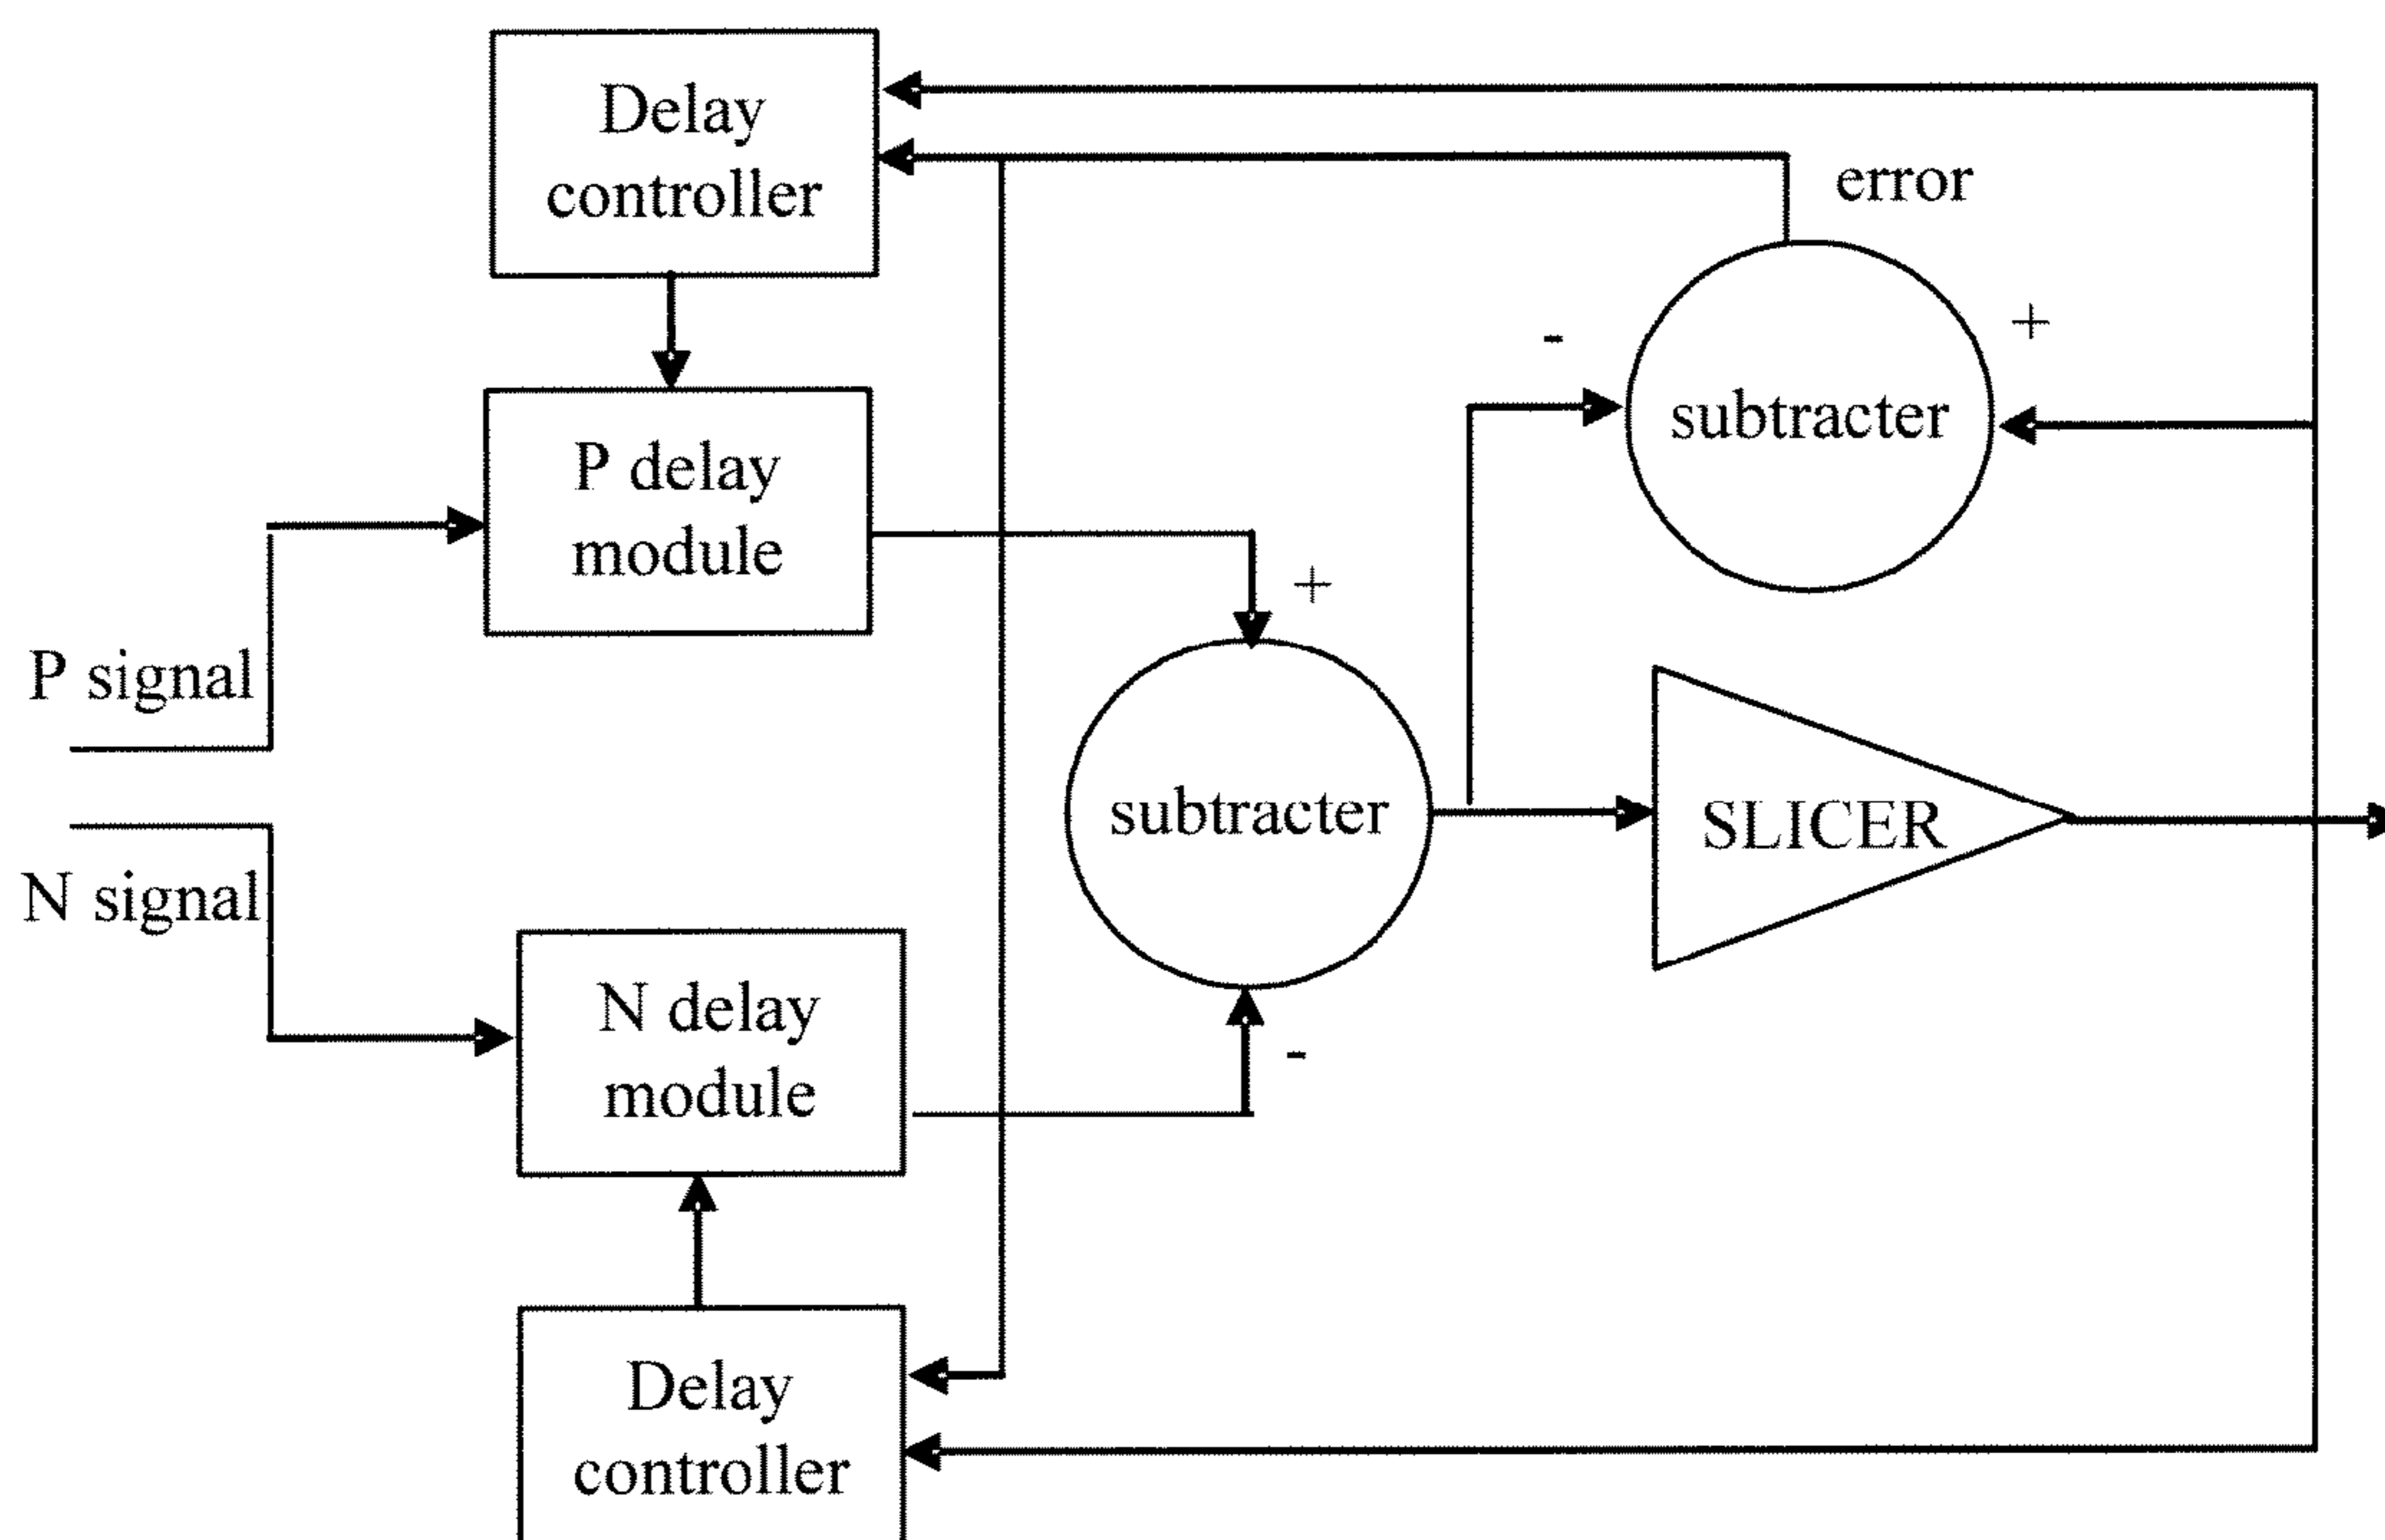 Delay
controller
error
-
+
P delay
module
subtracter
+
P signal
subtracter
SLICER
N signal
N delay
module
-
Delay
controller